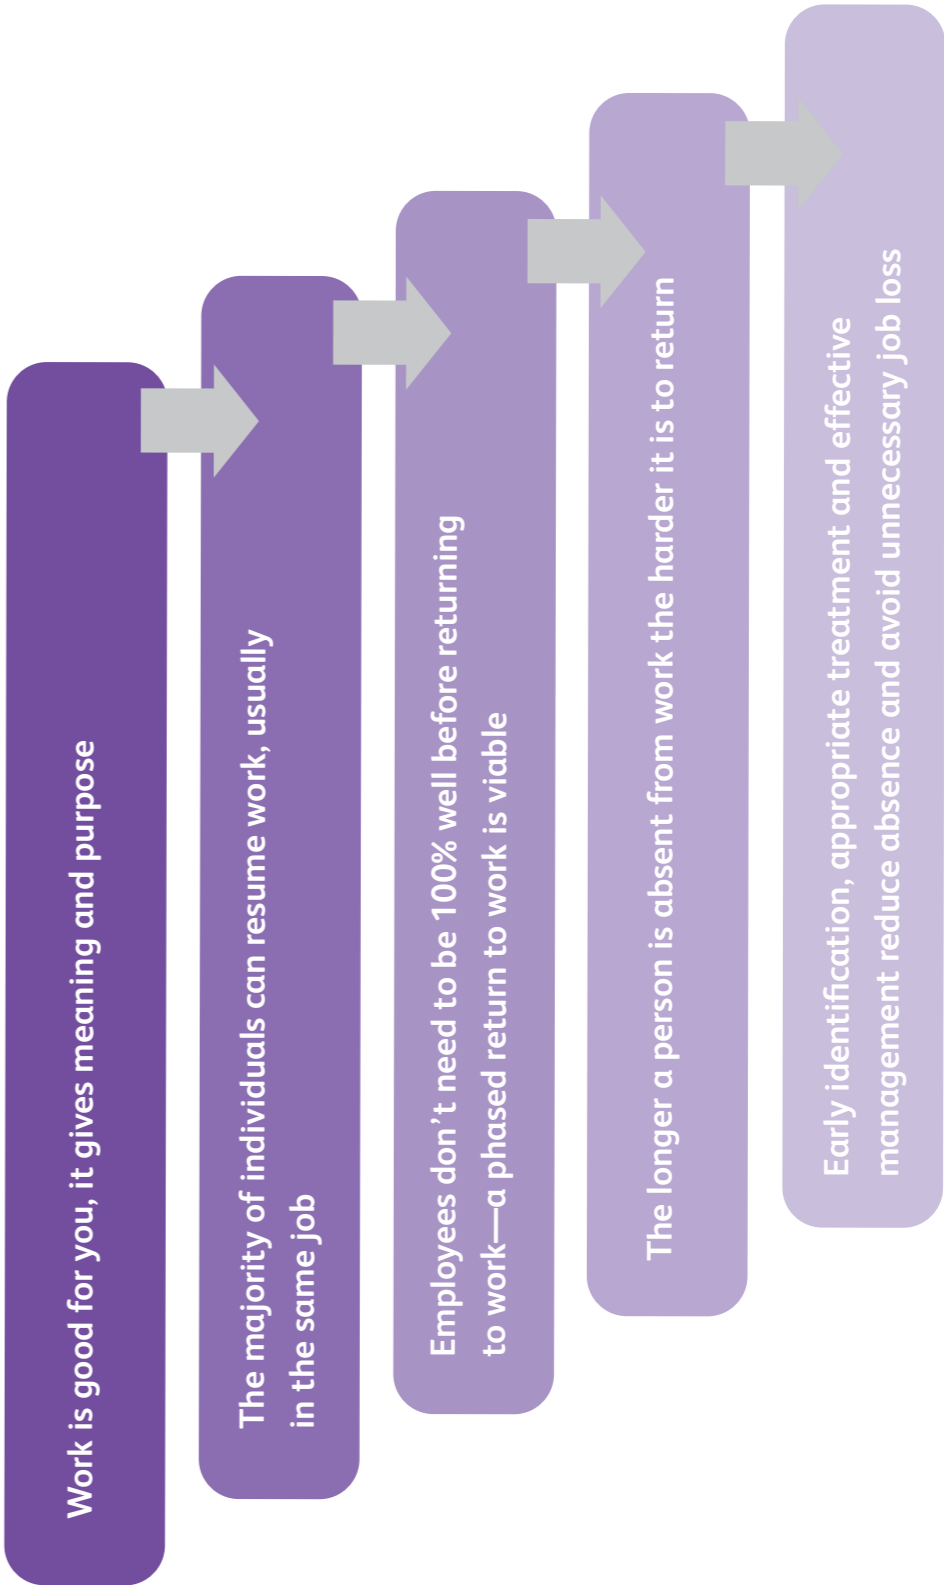 Work is good for you, it gives meaning and purpose
The majority of individuals can resume work, usually
in the same job
Employees don't need to be 100% well before returning
to work—a phased return to work is viable
The longer a person is absent from work the harder it is to return
Early identification, appropriate treatment and effective
management reduce absence and avoid unnecessary job loss